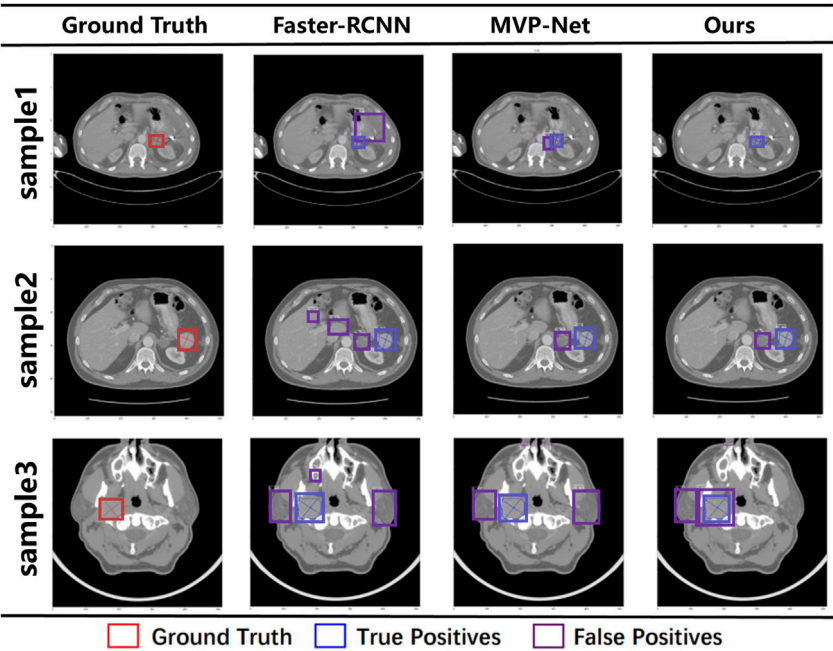 Ground Truth Faster-RCNN MVP-Net Ours
sample1
sample2
sample3
Ground Truth True Positives False Positives